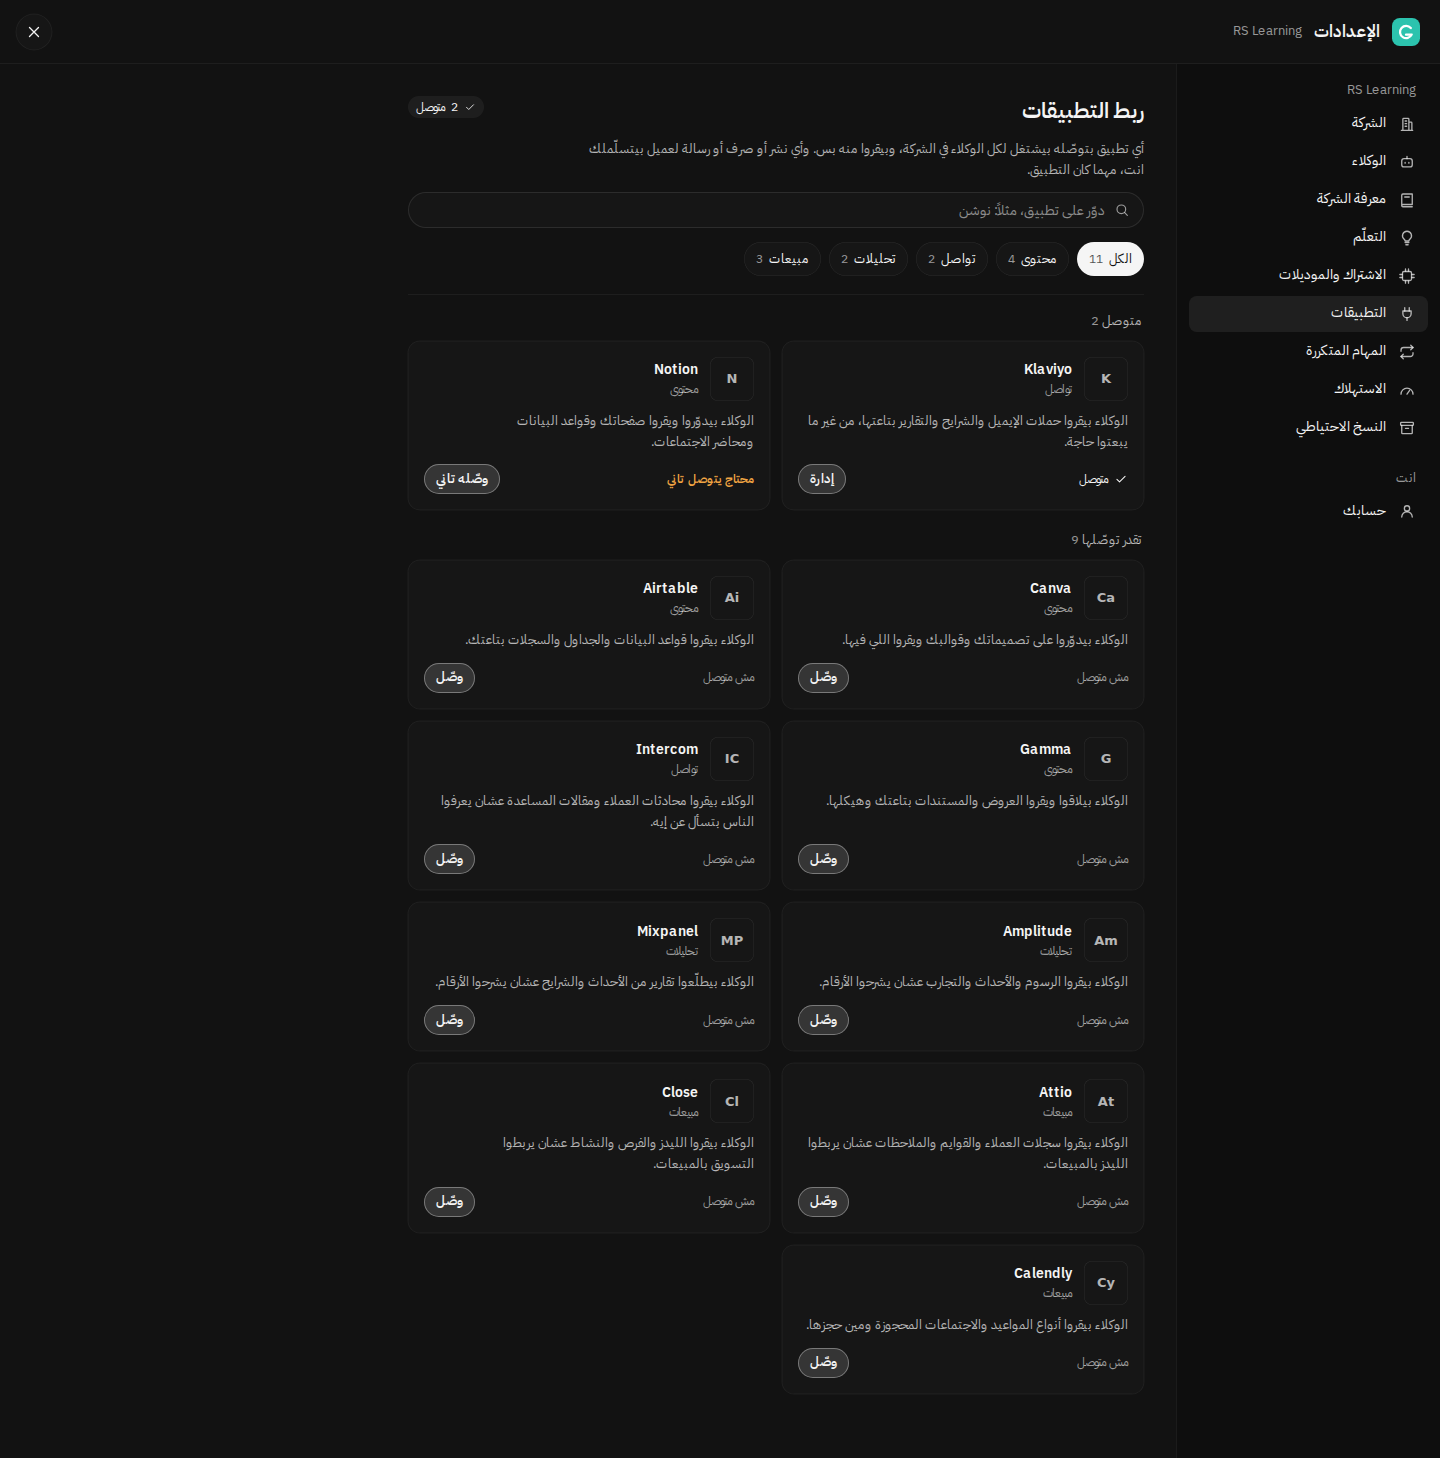 الإعدادات RS Learning
RS Learning
الشركة
الوكلاء
معرفة الشركة
التعلّم
الاشتراك والموديلات
التطبيقات
المهام المتكررة
الاستهلاك
النسخ الاحتياطي
انت
حسابك
ربط التطبيقات
2 متوصل
أي تطبيق بتوصّله بيشتغل لكل الوكلاء في الشركة، وبيقروا منه بس. وأي نشر أو صرف أو رسالة لعميل بيتسلّملك
انت، مهما كان التطبيق.
دوّر على تطبيق، مثلاً: نوشن
الكل 11
محتوى 4
تواصل 2
تحليلات 2
مبيعات 3
متوصل 2
K
Klaviyo
تواصل
الوكلاء بيقروا حملات الإيميل والشرايح والتقارير بتاعتها، من غير ما
يبعتوا حاجة.
متوصل
إدارة
N
Notion
محتوى
الوكلاء بيدوّروا ويقروا صفحاتك وقواعد البيانات
ومحاضر الاجتماعات.
محتاج يتوصل تاني
وصّله تاني
تقدر توصّلها 9
Ca
Canva
محتوى
الوكلاء بيدوّروا على تصميماتك وقوالبك ويقروا اللي فيها.
مش متوصل
وصّل
Ai
Airtable
محتوى
الوكلاء بيقروا قواعد البيانات والجداول والسجلات بتاعتك.
مش متوصل
وصّل
G
Gamma
محتوى
الوكلاء بيلاقوا ويقروا العروض والمستندات بتاعتك وهيكلها.
مش متوصل
وصّل
IC
Intercom
تواصل
الوكلاء بيقروا محادثات العملاء ومقالات المساعدة عشان يعرفوا
الناس بتسأل عن إيه.
مش متوصل
وصّل
Am
Amplitude
تحليلات
الوكلاء بيقروا الرسوم والأحداث والتجارب عشان يشرحوا الأرقام.
مش متوصل
وصّل
MP
Mixpanel
تحليلات
الوكلاء بيطلّعوا تقارير من الأحداث والشرايح عشان يشرحوا الأرقام.
مش متوصل
وصّل
At
Attio
مبيعات
الوكلاء بيقروا سجلات العملاء والقوايم والملاحظات عشان يربطوا
الليدز بالمبيعات.
مش متوصل
وصّل
Cl
Close
مبيعات
الوكلاء بيقروا الليدز والفرص والنشاط عشان يربطوا
التسويق بالمبيعات.
مش متوصل
وصّل
Cy
Calendly
مبيعات
الوكلاء بيقروا أنواع المواعيد والاجتماعات المحجوزة ومين حجزها.
مش متوصل
وصّل